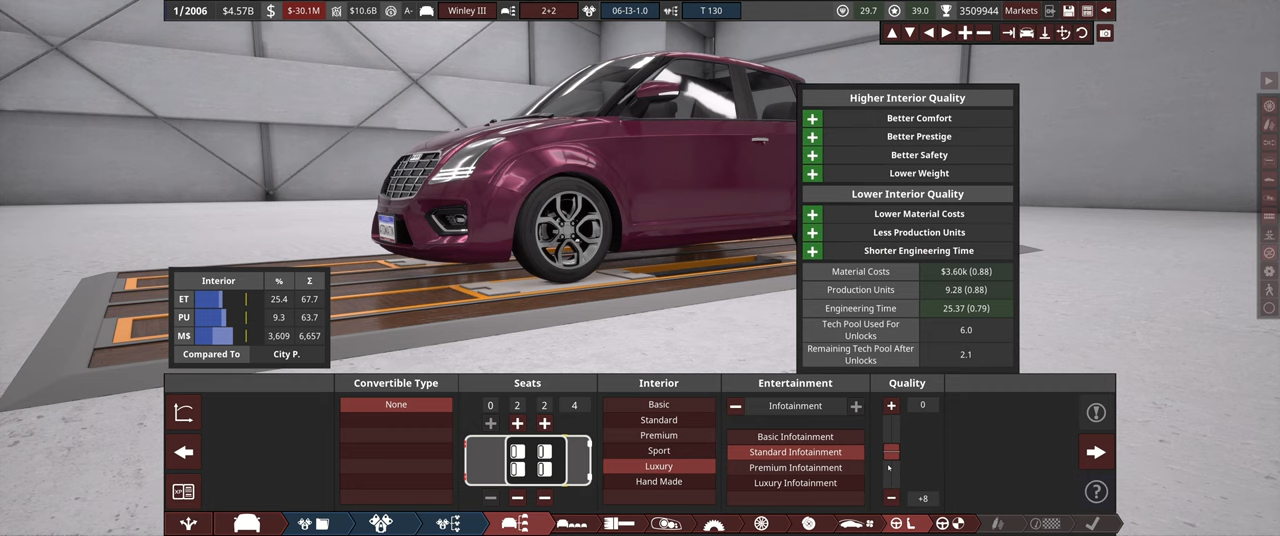 1/2006 $4.57B $-30.1M $10.6B A- Winley III 2+2 06-I3-1.0 T 130 29.7 39.0 3509944 Markets
Higher Interior Quality
Better Comfort
Better Prestige
Better Safety
Lower Weight
Lower Interior Quality
Lower Material Costs
Less Production Units
Shorter Engineering Time
Material Costs $3.60k (0.88)
Production Units 9.28 (0.88)
Engineering Time 25.37 (0.79)
Tech Pool Used For
Unlocks 6.0
Remaining Tech Pool After
Unlocks 2.1
Interior % Σ
ET 25.4 67.7
PU 9.3 63.7
M$ 3,609 6,657
Compared To City P.
Convertible Type Seats Interior Entertainment Quality
None
0 2 2 4
Basic
Standard
Premium
Sport
Luxury
Hand Made
Infotainment
Basic Infotainment
Standard Infotainment
Premium Infotainment
Luxury Infotainment
0
+8
XP